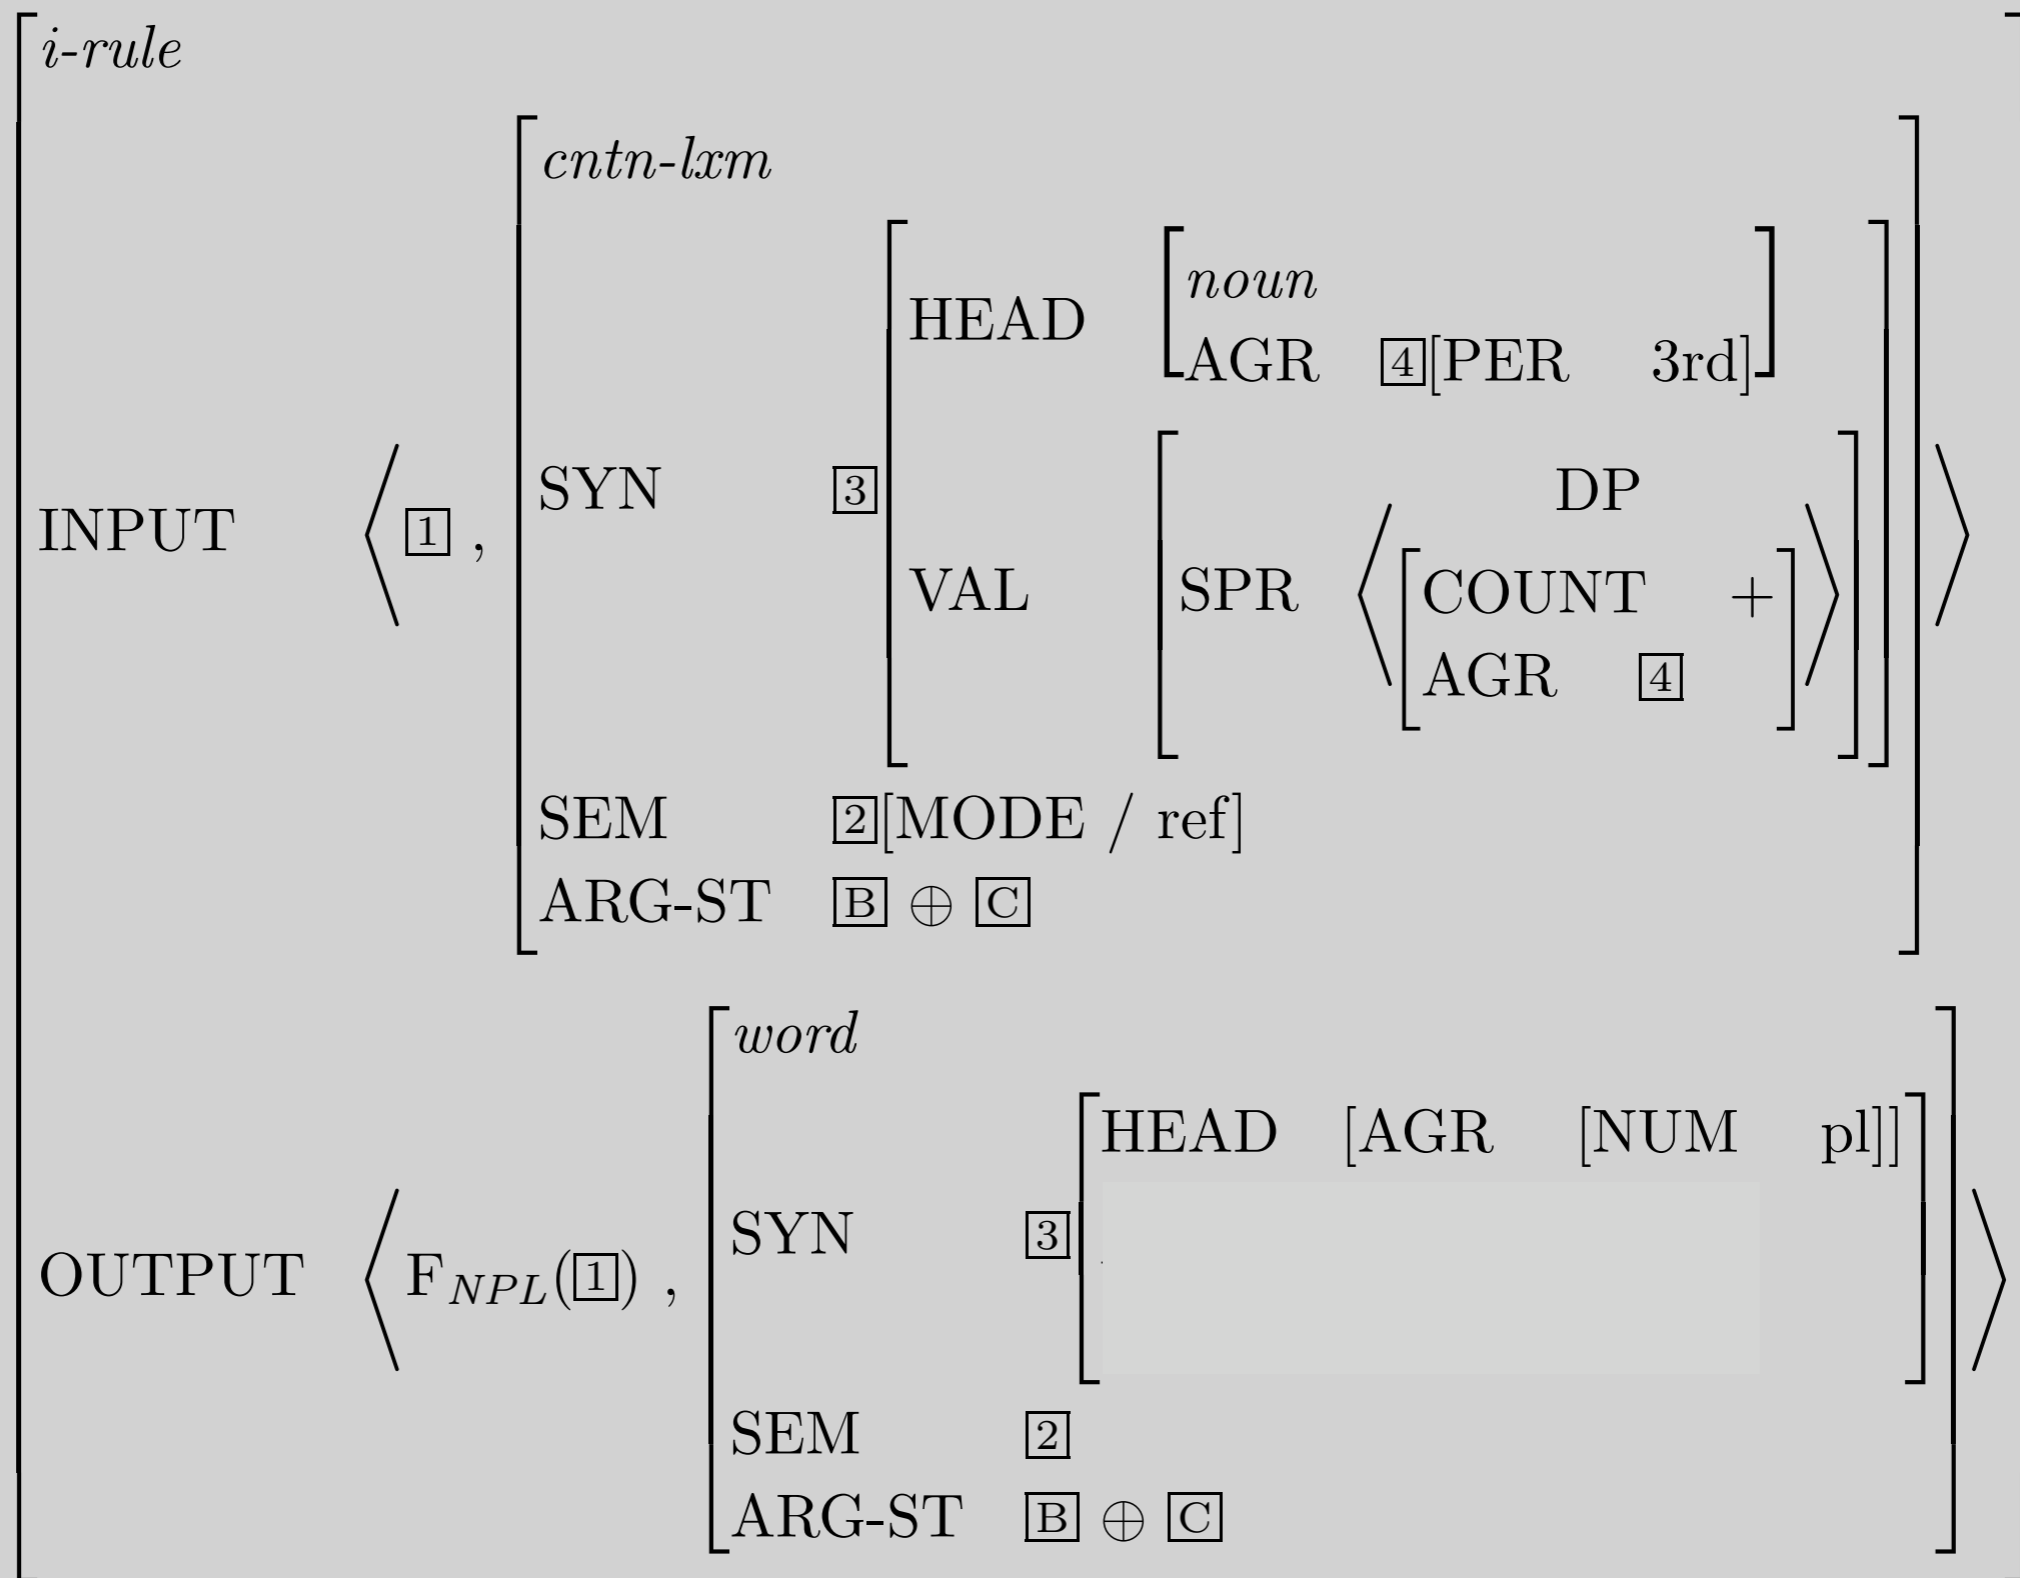 i-rule
cntn-lxm
noun
HEAD
AGR 4[PER 3rd]
DP
SYN 3
INPUT ⟨ 1 ,
VAL [SPR ⟨ [COUNT +
AGR 4] ⟩]
SEM 2[MODE / ref]
ARG-ST B ⊕ C
word
HEAD [AGR [NUM pl]]
SYN 3
OUTPUT ⟨ F_NPL(1) ,
SEM 2
ARG-ST B ⊕ C